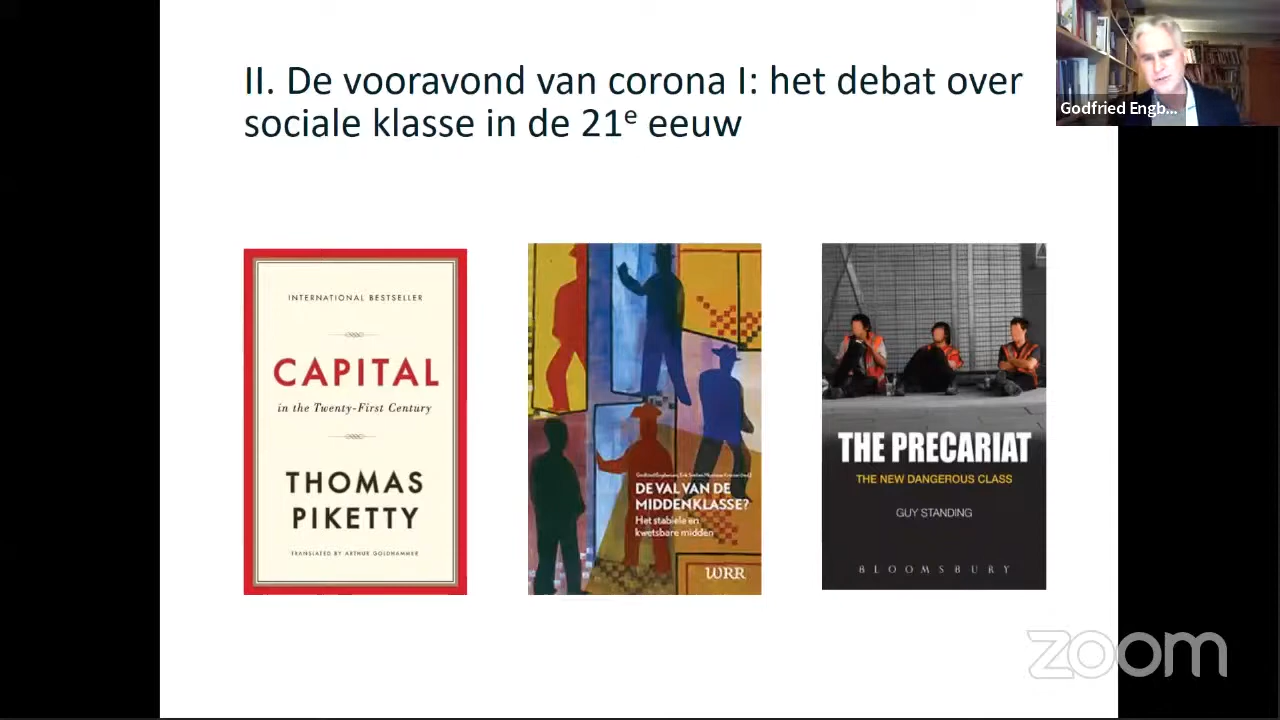 II. De vooravond van corona I: het debat over
sociale klasse in de 21e eeuw
Godfried Engb...
INTERNATIONAL BESTSELLER
CAPITAL
in the Twenty-First Century
THOMAS
PIKETTY
TRANSLATED BY ARTHUR GOLDHAMMER
DE VAL VAN DE
MIDDENKLASSE?
Het stabiele en
kwetsbare midden
WRR
THE PRECARIAT
THE NEW DANGEROUS CLASS
GUY STANDING
BLOOMSBURY
zoom